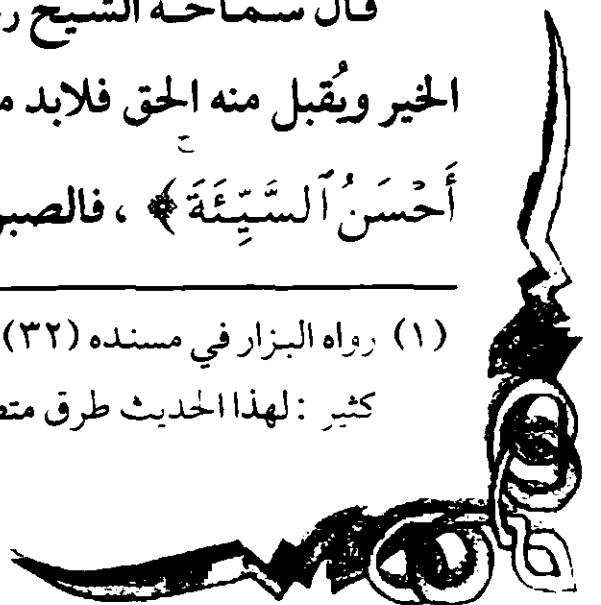 قال سماحة الشيخ
الخير ويُقبل منه الحق فلابد
أَحْسَنُ ٱلسَّيِّئَةَ ﴾ ، فالصبر
(١) رواه البزار في مسنده (٣٢)
كثير : لهذا الحديث طرق